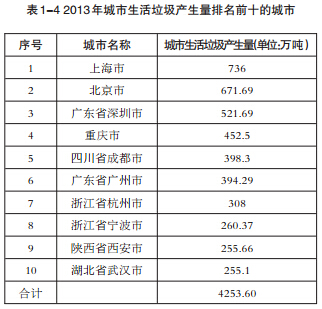 表1-4 2013年城市生活垃圾产生量排名前十的城市
序号 城市名称 城市生活垃圾产生量(单位:万吨)
1 上海市 736
2 北京市 671.69
3 广东省深圳市 521.69
4 重庆市 452.5
5 四川省成都市 398.3
6 广东省广州市 394.29
7 浙江省杭州市 308
8 浙江省宁波市 260.37
9 陕西省西安市 255.66
10 湖北省武汉市 255.1
合计 4253.60